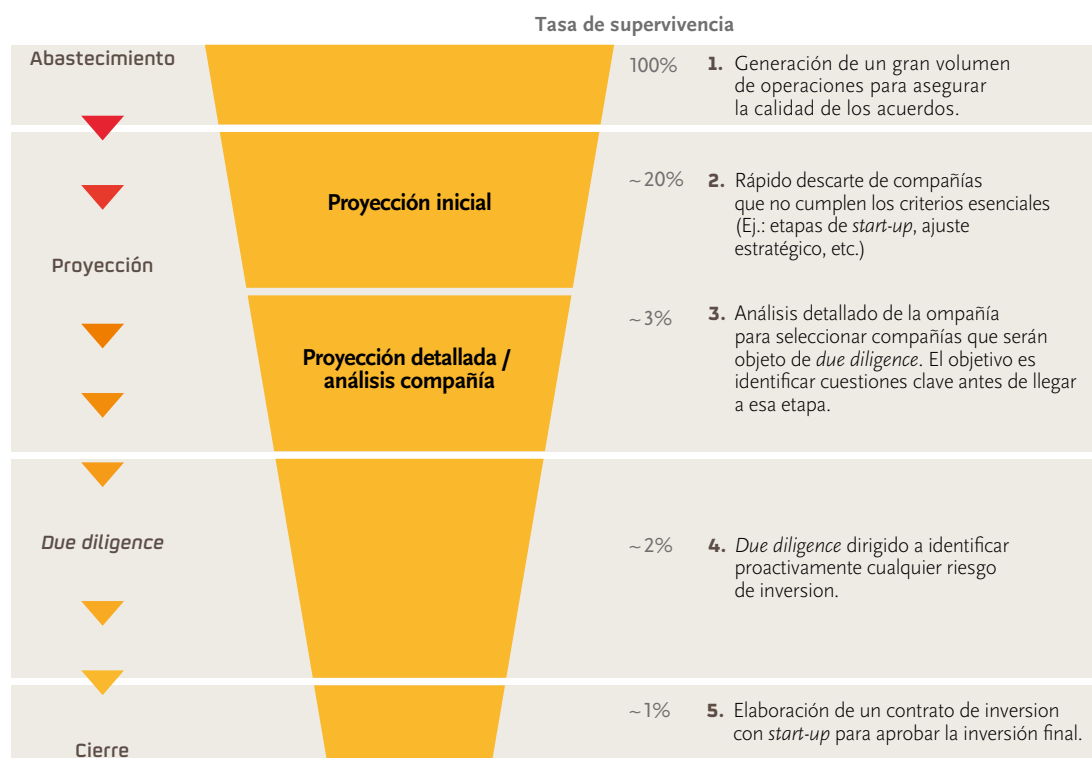 Tasa de supervivencia
Abastecimiento
100%
1. Generación de un gran volumen
de operaciones para asegurar
la calidad de los acuerdos.
Proyección
Proyección inicial
~20%
2. Rápido descarte de compañías
que no cumplen los criterios esenciales
(Ej.: etapas de start-up, ajuste
estratégico, etc.)
Proyección detallada /
análisis compañía
~3%
3. Análisis detallado de la ompañía
para seleccionar compañías que serán
objeto de due diligence. El objetivo es
identificar cuestiones clave antes de llegar
a esa etapa.
Due diligence
~2%
4. Due diligence dirigido a identificar
proactivamente cualquier riesgo
de inversion.
Cierre
~1%
5. Elaboración de un contrato de inversion
con start-up para aprobar la inversión final.